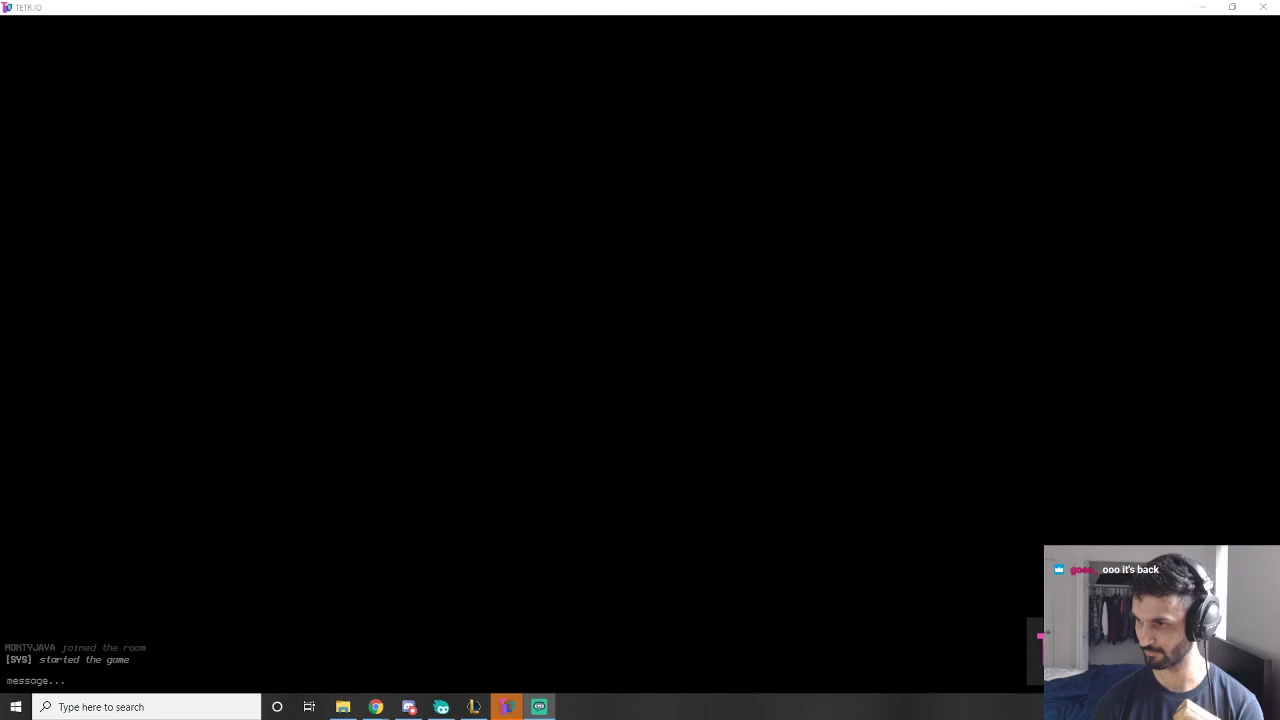 TETR.IO
ooo it's back
MONTYJAVA joined the room
[SYS] started the game
message...
Type here to search